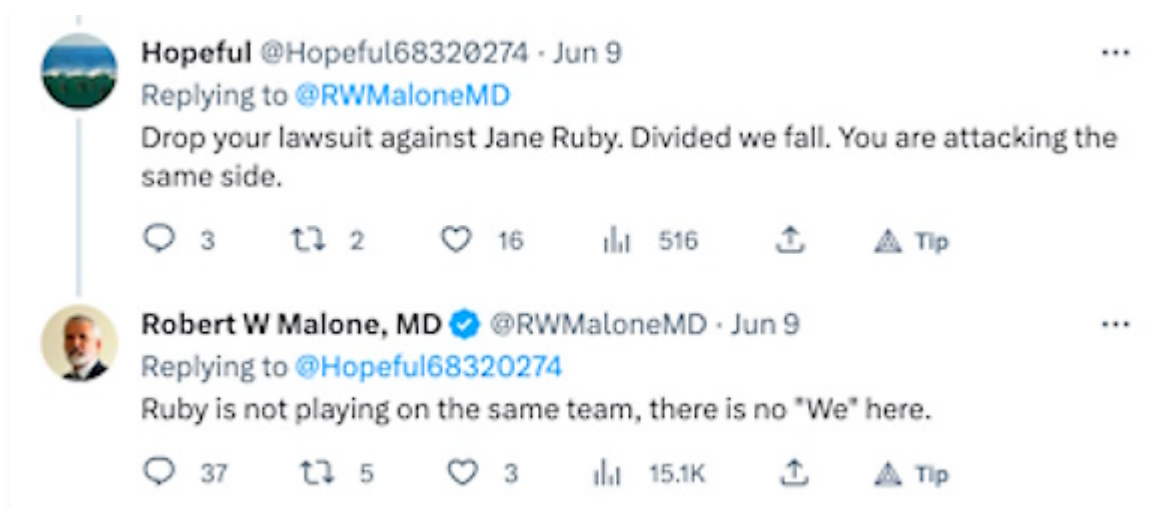 Hopeful @Hopeful68320274 · Jun 9
Replying to @RWMaloneMD
Drop your lawsuit against Jane Ruby. Divided we fall. You are attacking the
same side.
3 2 16 516 Tip
Robert W Malone, MD @RWMaloneMD · Jun 9
Replying to @Hopeful68320274
Ruby is not playing on the same team, there is no "We" here.
37 5 3 15.1K Tip